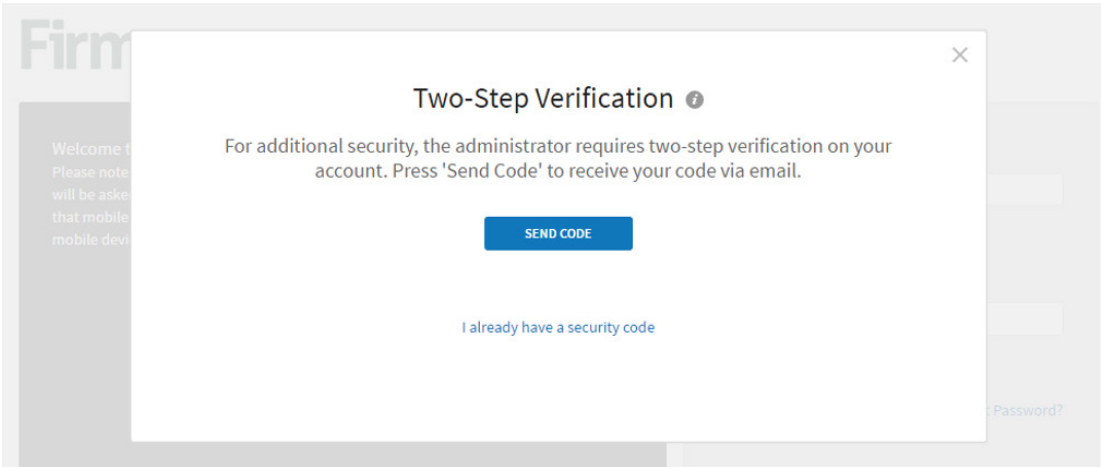 Firm
Two-Step Verification
For additional security, the administrator requires two-step verification on your
account. Press 'Send Code' to receive your code via email.
SEND CODE
I already have a security code
Welcome t
Please note
will be aske
that mobile
mobile devi
Password?